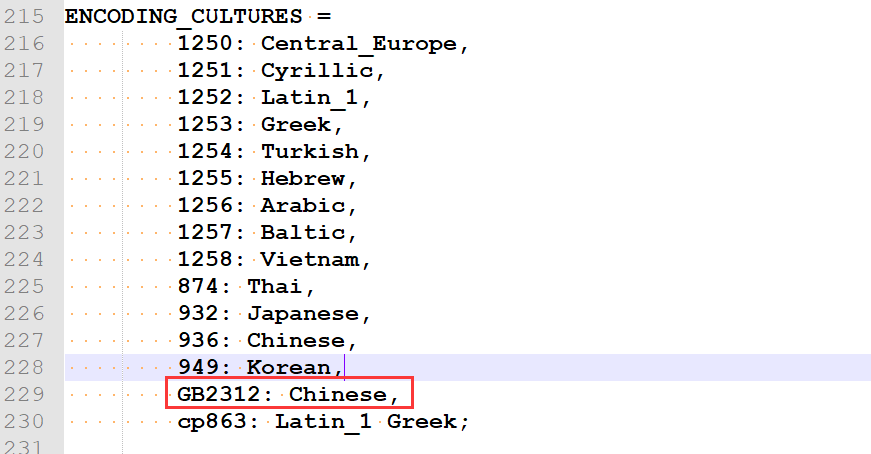 215 ENCODING_CULTURES =
216 1250: Central_Europe,
217 1251: Cyrillic,
218 1252: Latin_1,
219 1253: Greek,
220 1254: Turkish,
221 1255: Hebrew,
222 1256: Arabic,
223 1257: Baltic,
224 1258: Vietnam,
225 874: Thai,
226 932: Japanese,
227 936: Chinese,
228 949: Korean,
229 GB2312: Chinese,
230 cp863: Latin_1 Greek;
231